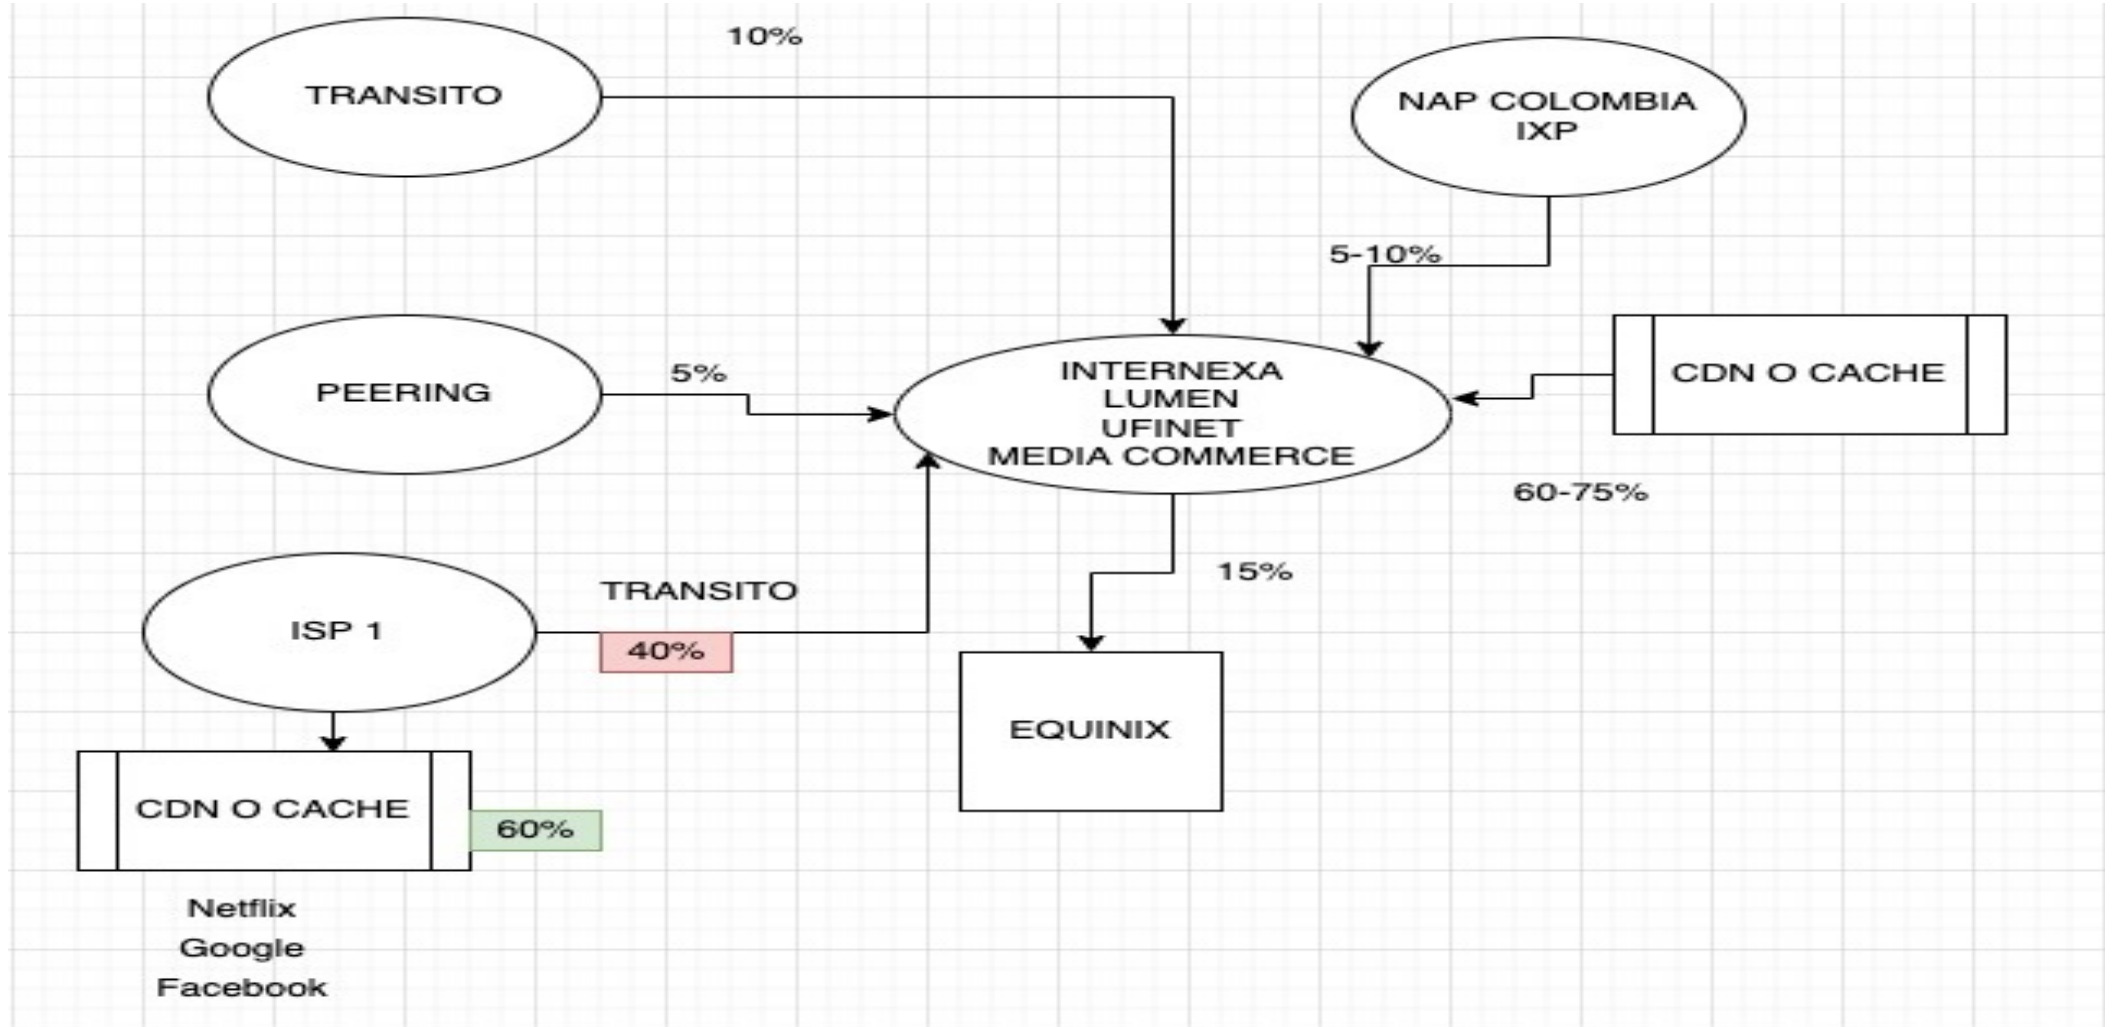 10%
TRANSITO
NAP COLOMBIA
IXP
5-10%
PEERING
5%
INTERNEXA
LUMEN
UFINET
MEDIA COMMERCE
CDN O CACHE
60-75%
ISP 1
TRANSITO
40%
15%
EQUINIX
CDN O CACHE
60%
Netflix
Google
Facebook